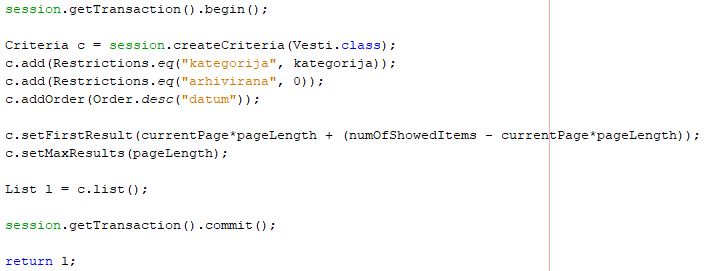 session.getTransaction().begin();
Criteria c = session.createCriteria(Vesti.class);
c.add(Restrictions.eq("kategorija", kategorija));
c.add(Restrictions.eq("arhivirana", 0));
c.addOrder(Order.desc("datum"));
c.setFirstResult(currentPage*pageLength + (numOfShowedItems - currentPage*pageLength));
c.setMaxResults(pageLength);
List l = c.list();
session.getTransaction().commit();
return l;